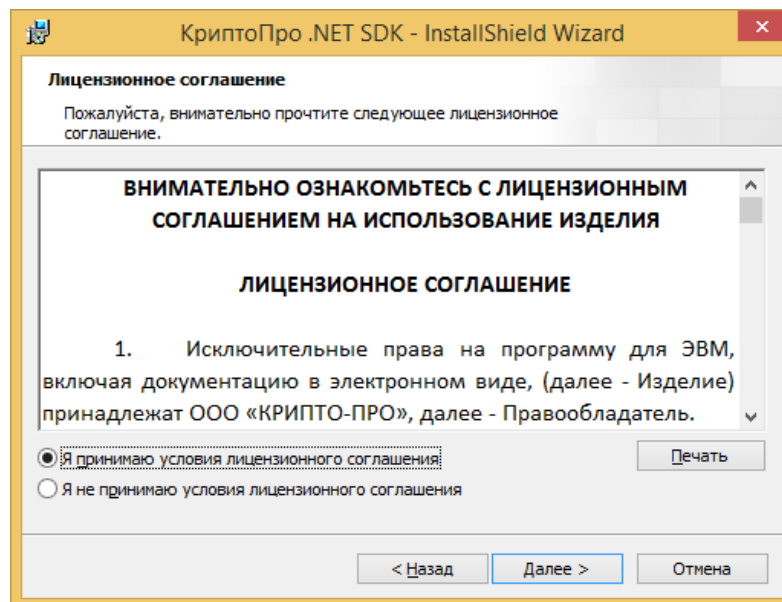 КриптоПро .NET SDK - InstallShield Wizard
Лицензионное соглашение
Пожалуйста, внимательно прочтите следующее лицензионное
соглашение.
ВНИМАТЕЛЬНО ОЗНАКОМЬТЕСЬ С ЛИЦЕНЗИОННЫМ
СОГЛАШЕНИЕМ НА ИСПОЛЬЗОВАНИЕ ИЗДЕЛИЯ
ЛИЦЕНЗИОННОЕ СОГЛАШЕНИЕ
1. Исключительные права на программу для ЭВМ,
включая документацию в электронном виде, (далее - Изделие)
принадлежат ООО «КРИПТО-ПРО», далее - Правообладатель.
Я принимаю условия лицензионного соглашения
Печать
Я не принимаю условия лицензионного соглашения
< Назад
Далее >
Отмена